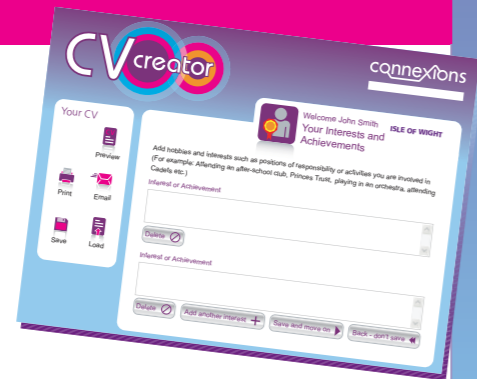 CVcreator
connexions
Your CV
Preview
Print
Email
Save
Load
Welcome John Smith
ISLE OF WIGHT
Your Interests and
Achievements
Add hobbies and interests such as positions of responsibility or activities you are involved in
(For example: Attending an after-school club, Princes Trust, playing in an orchestra, attending
Cadets etc.)
Interest or Achievement
Delete
Interest or Achievement
Delete
Add another interest
Save and move on
Back - don't save